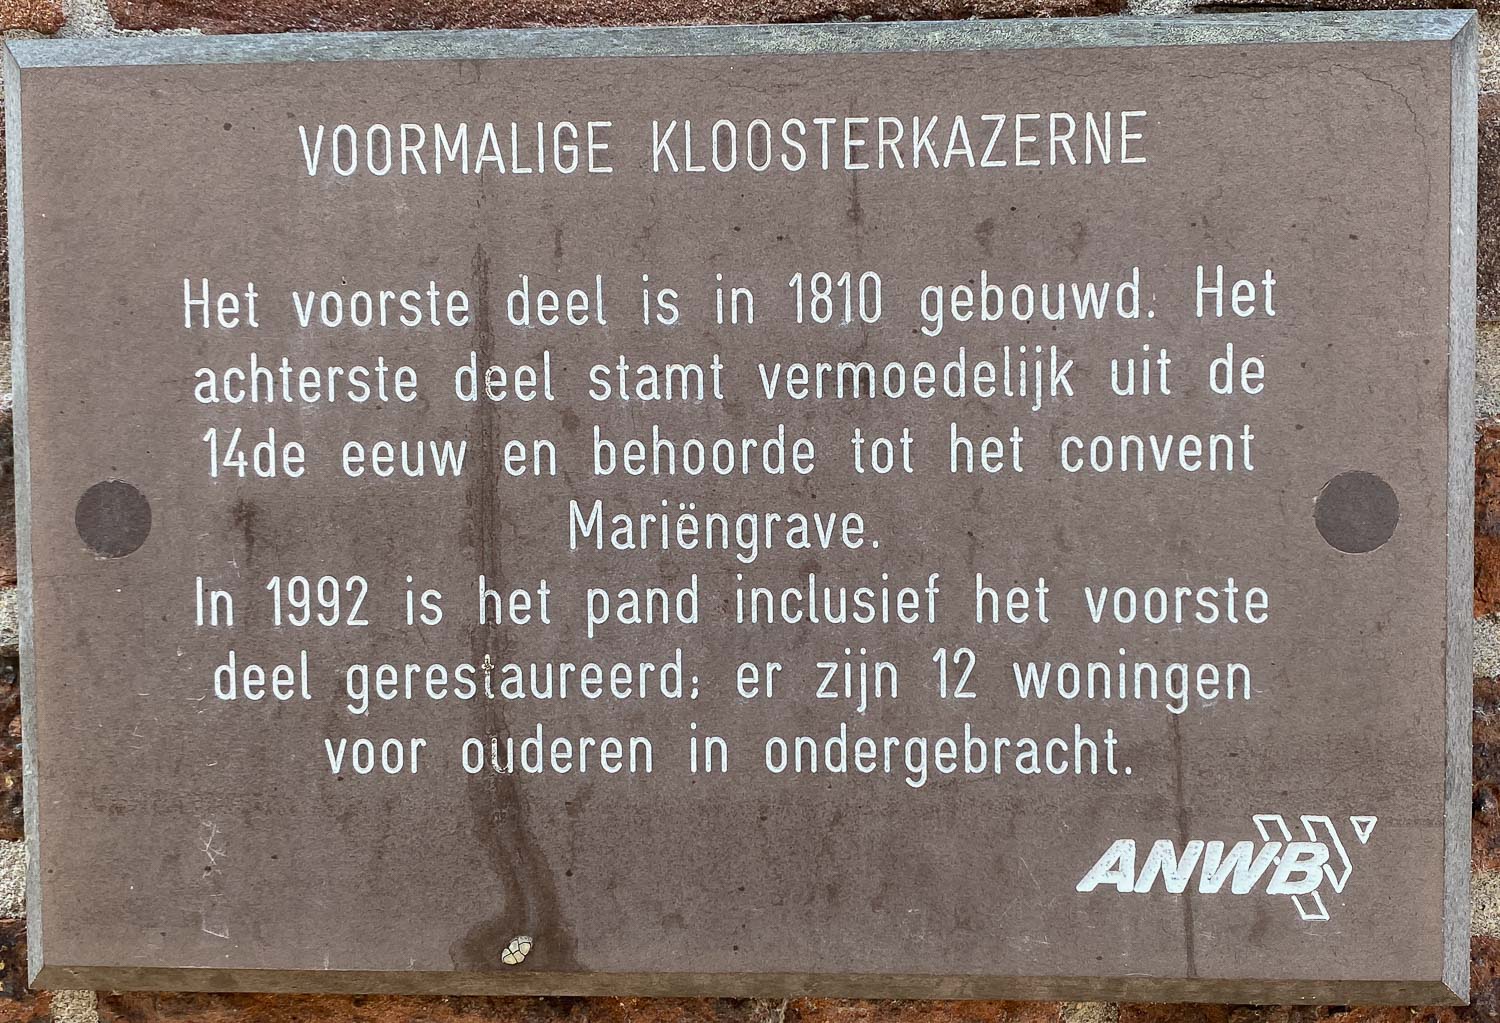 VOORMALIGE KLOOSTERKAZERNE
Het voorste deel is in 1810 gebouwd. Het
achterste deel stamt vermoedelijk uit de
14de eeuw en behoorde tot het convent
Mariëngrave.
In 1992 is het pand inclusief het voorste
deel gerestaureerd; er zijn 12 woningen
voor ouderen in ondergebracht.
ANWB